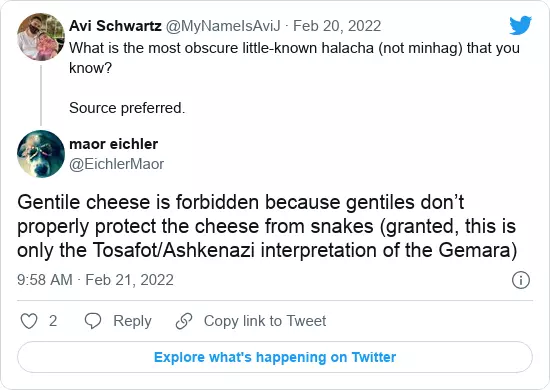 Avi Schwartz @MyNameIsAviJ · Feb 20, 2022
What is the most obscure little-known halacha (not minhag) that you
know?
Source preferred.
maor eichler
@EichlerMaor
Gentile cheese is forbidden because gentiles don’t
properly protect the cheese from snakes (granted, this is
only the Tosafot/Ashkenazi interpretation of the Gemara)
9:58 AM · Feb 21, 2022
2 Reply Copy link to Tweet
Explore what's happening on Twitter